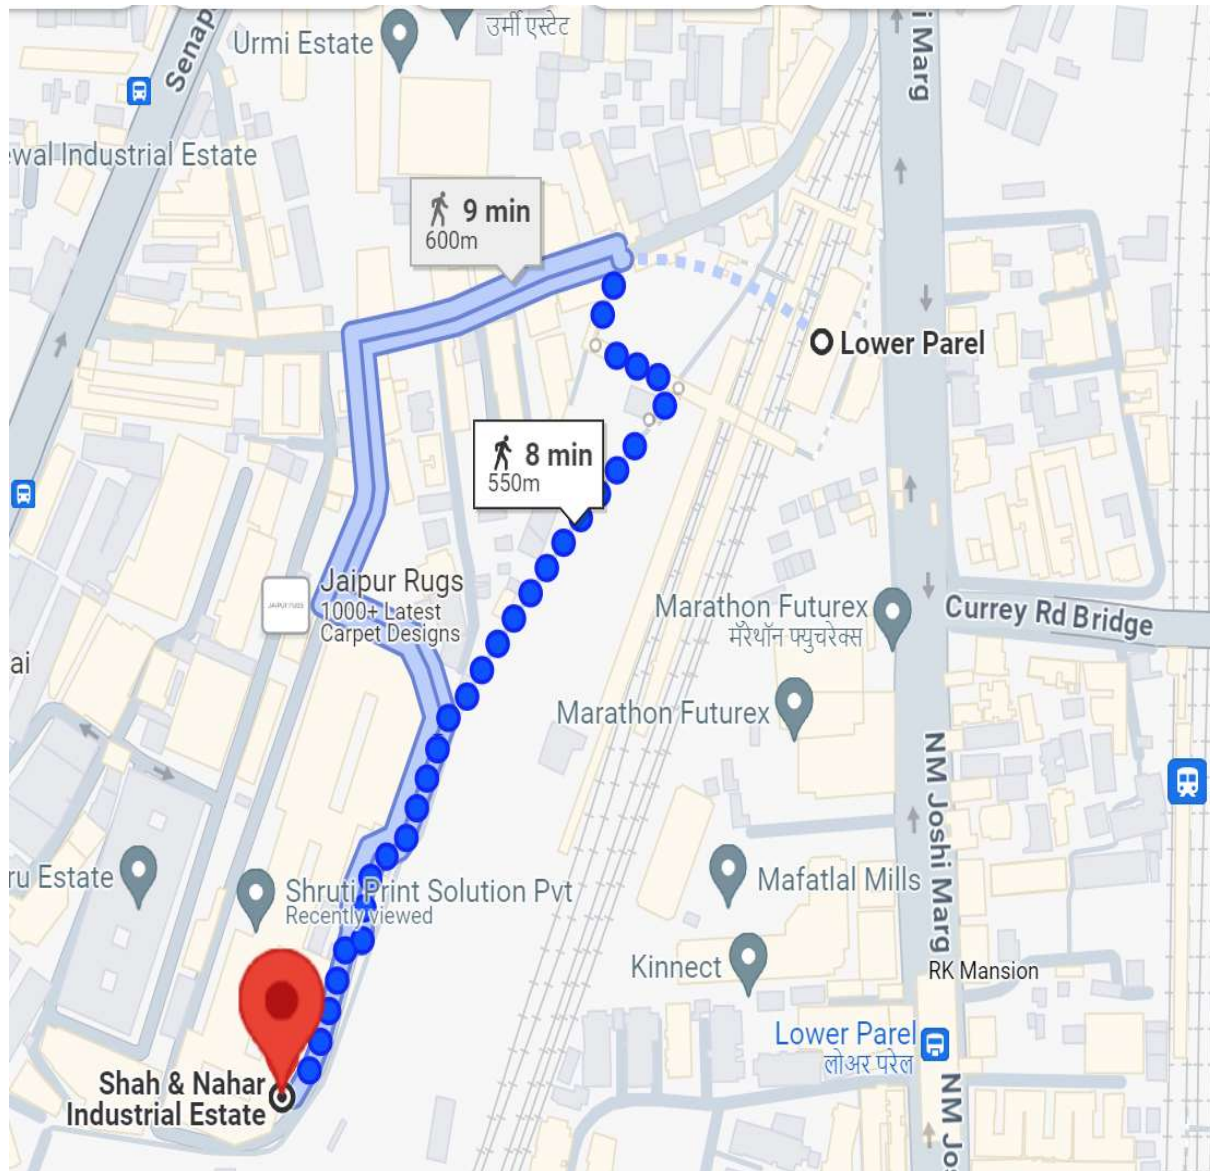 Senap
Urmi Estate
उर्मी एस्टेट
i Marg
ewal Industrial Estate
9 min
600m
Lower Parel
8 min
550m
JAIPUR RUGS
Jaipur Rugs
1000+ Latest
Carpet Designs
Marathon Futurex
मॅरेथॉन फ्युचरेक्स
Currey Rd Bridge
ai
Marathon Futurex
NM Joshi Marg
ru Estate
Shruti Print Solution Pvt
Recently viewed
Mafatlal Mills
Kinnect
RK Mansion
Lower Parel
लोअर परेल
Shah & Nahar
Industrial Estate
NM Jos